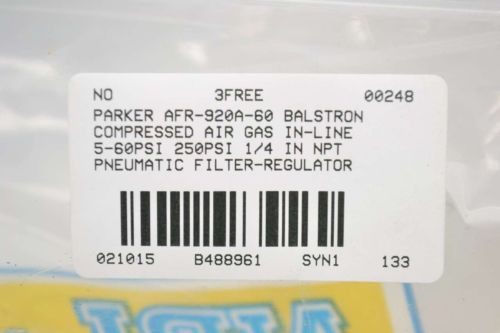 NO 3FREE 00248
PARKER AFR-920A-60 BALSTRON
COMPRESSED AIR GAS IN-LINE
5-60PSI 250PSI 1/4 IN NPT
PNEUMATIC FILTER-REGULATOR
021015 B488961 SYN1 133